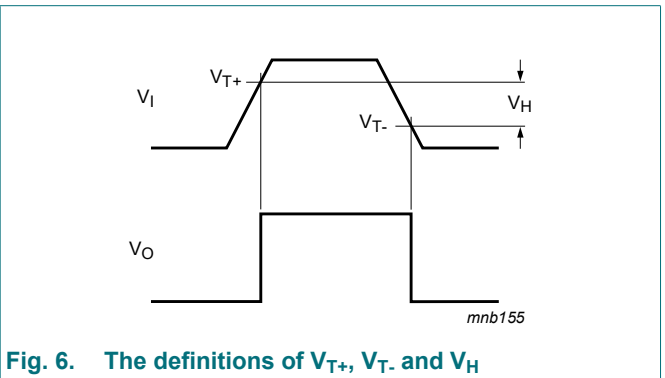 V_T+
V_I
V_H
V_T-
V_O
mnb155
Fig. 6. The definitions of V_T+, V_T- and V_H